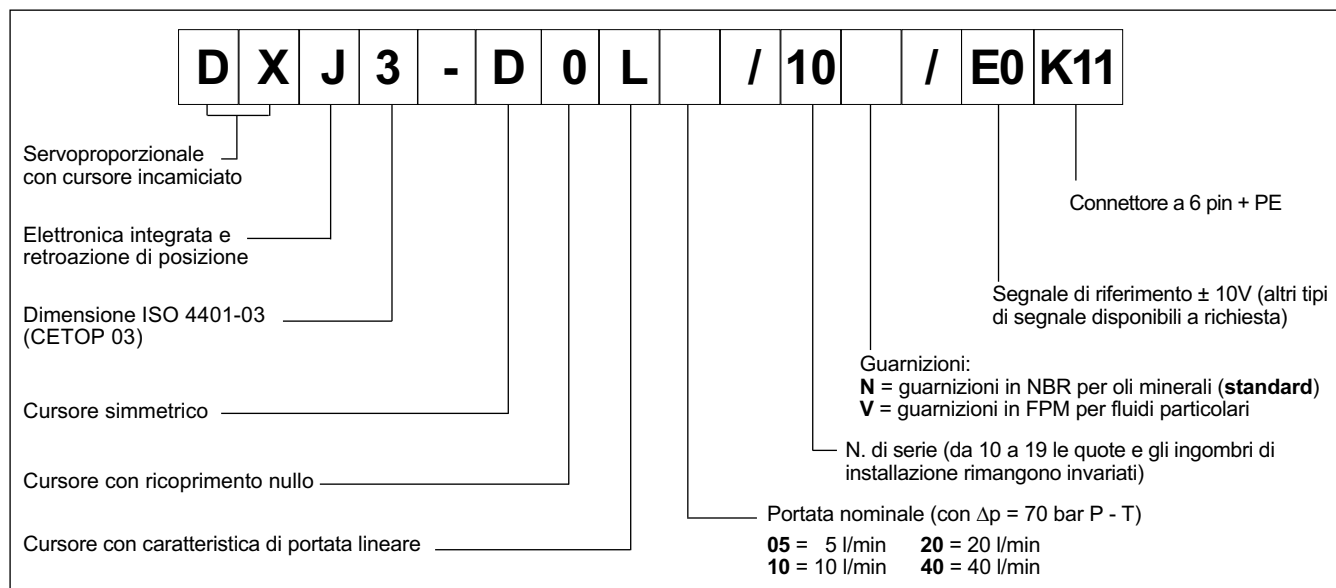 D X J 3 - D 0 L / 10 / E0 K11
Servoproporzionale
con cursore incamiciato
Elettronica integrata e
retroazione di posizione
Dimensione ISO 4401-03
(CETOP 03)
Cursore simmetrico
Cursore con ricoprimento nullo
Cursore con caratteristica di portata lineare
Connettore a 6 pin + PE
Segnale di riferimento ± 10V (altri tipi
di segnale disponibili a richiesta)
Guarnizioni:
N = guarnizioni in NBR per oli minerali (standard)
V = guarnizioni in FPM per fluidi particolari
N. di serie (da 10 a 19 le quote e gli ingombri di
installazione rimangono invariati)
Portata nominale (con Δp = 70 bar P - T)
05 = 5 l/min 20 = 20 l/min
10 = 10 l/min 40 = 40 l/min